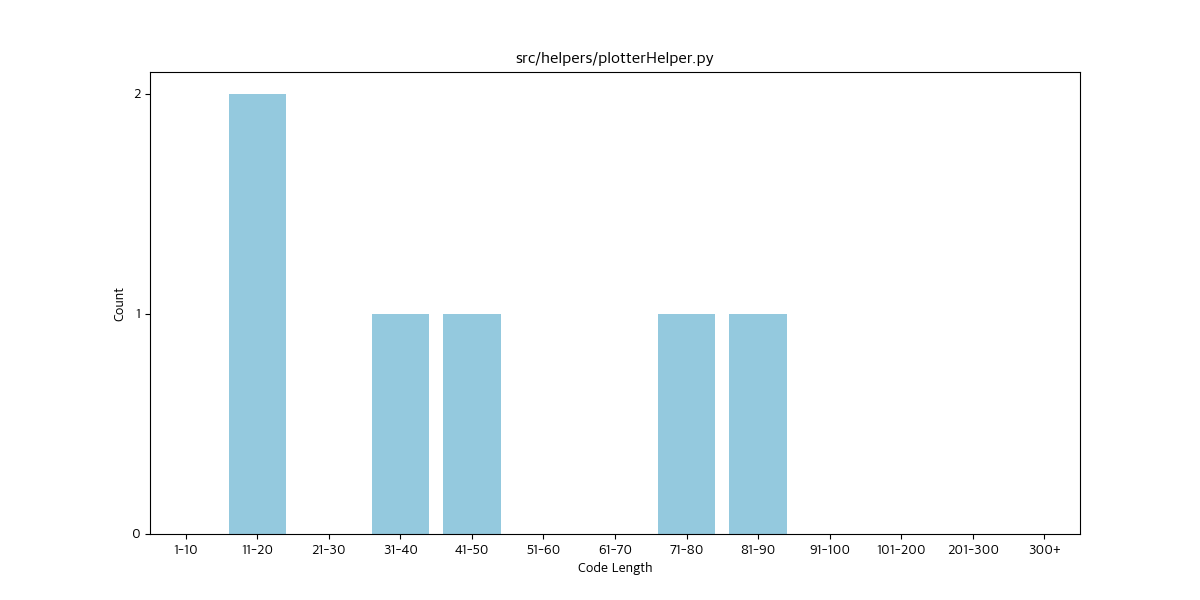 src/helpers/plotterHelper.py
2
1
0
Count
1-10 11-20 21-30 31-40 41-50 51-60 61-70 71-80 81-90 91-100 101-200 201-300 300+
Code Length